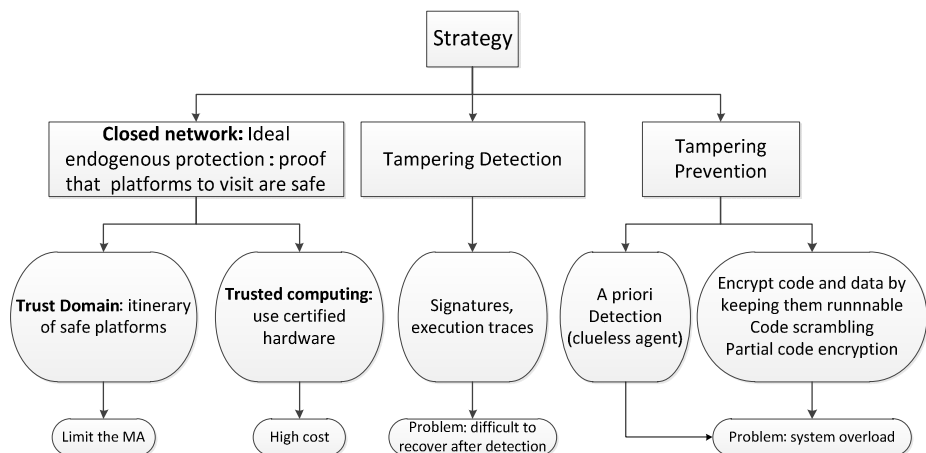 Strategy
Closed network: Ideal
endogenous protection : proof
that platforms to visit are safe
Tampering Detection
Tampering
Prevention
Trust Domain: itinerary
of safe platforms
Trusted computing:
use certified
hardware
Signatures,
execution traces
A priori
Detection
(clueless agent)
Encrypt code and data by
keeping them runnnable
Code scrambling
Partial code encryption
Limit the MA
High cost
Problem: difficult to
recover after detection
Problem: system overload